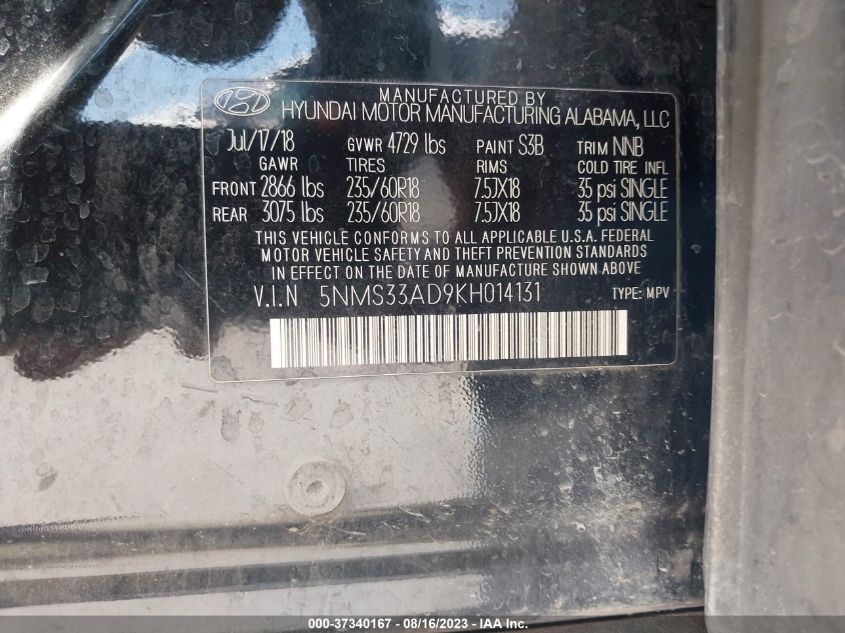 MANUFACTURED BY
HYUNDAI MOTOR MANUFACTURING ALABAMA, LLC
Jul/17/18 GVWR 4729 lbs PAINT S3B TRIM NNB
GAWR TIRES RIMS COLD TIRE INFL
FRONT 2866 lbs 235/60R18 7.5JX18 35 psi SINGLE
REAR 3075 lbs 235/60R18 7.5JX18 35 psi SINGLE
THIS VEHICLE CONFORMS TO ALL APPLICABLE U.S.A. FEDERAL
MOTOR VEHICLE SAFETY AND THEFT PREVENTION STANDARDS
IN EFFECT ON THE DATE OF MANUFACTURE SHOWN ABOVE
V.I.N 5NMS33AD9KH014131 TYPE: MPV
000-37340167 - 08/16/2023 - IAA Inc.